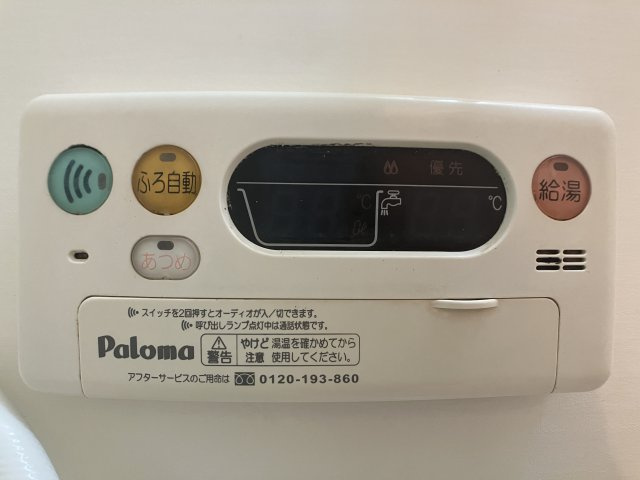 優先
ふろ自動
給湯
℃
℃
あつめ
スイッチを2回押すとオーディオが入/切できます。
呼び出しランプ点灯中は通話状態です。
Paloma 警告 やけど注意 湯温を確かめてから使用してください。
アフターサービスのご用命は 0120-193-860